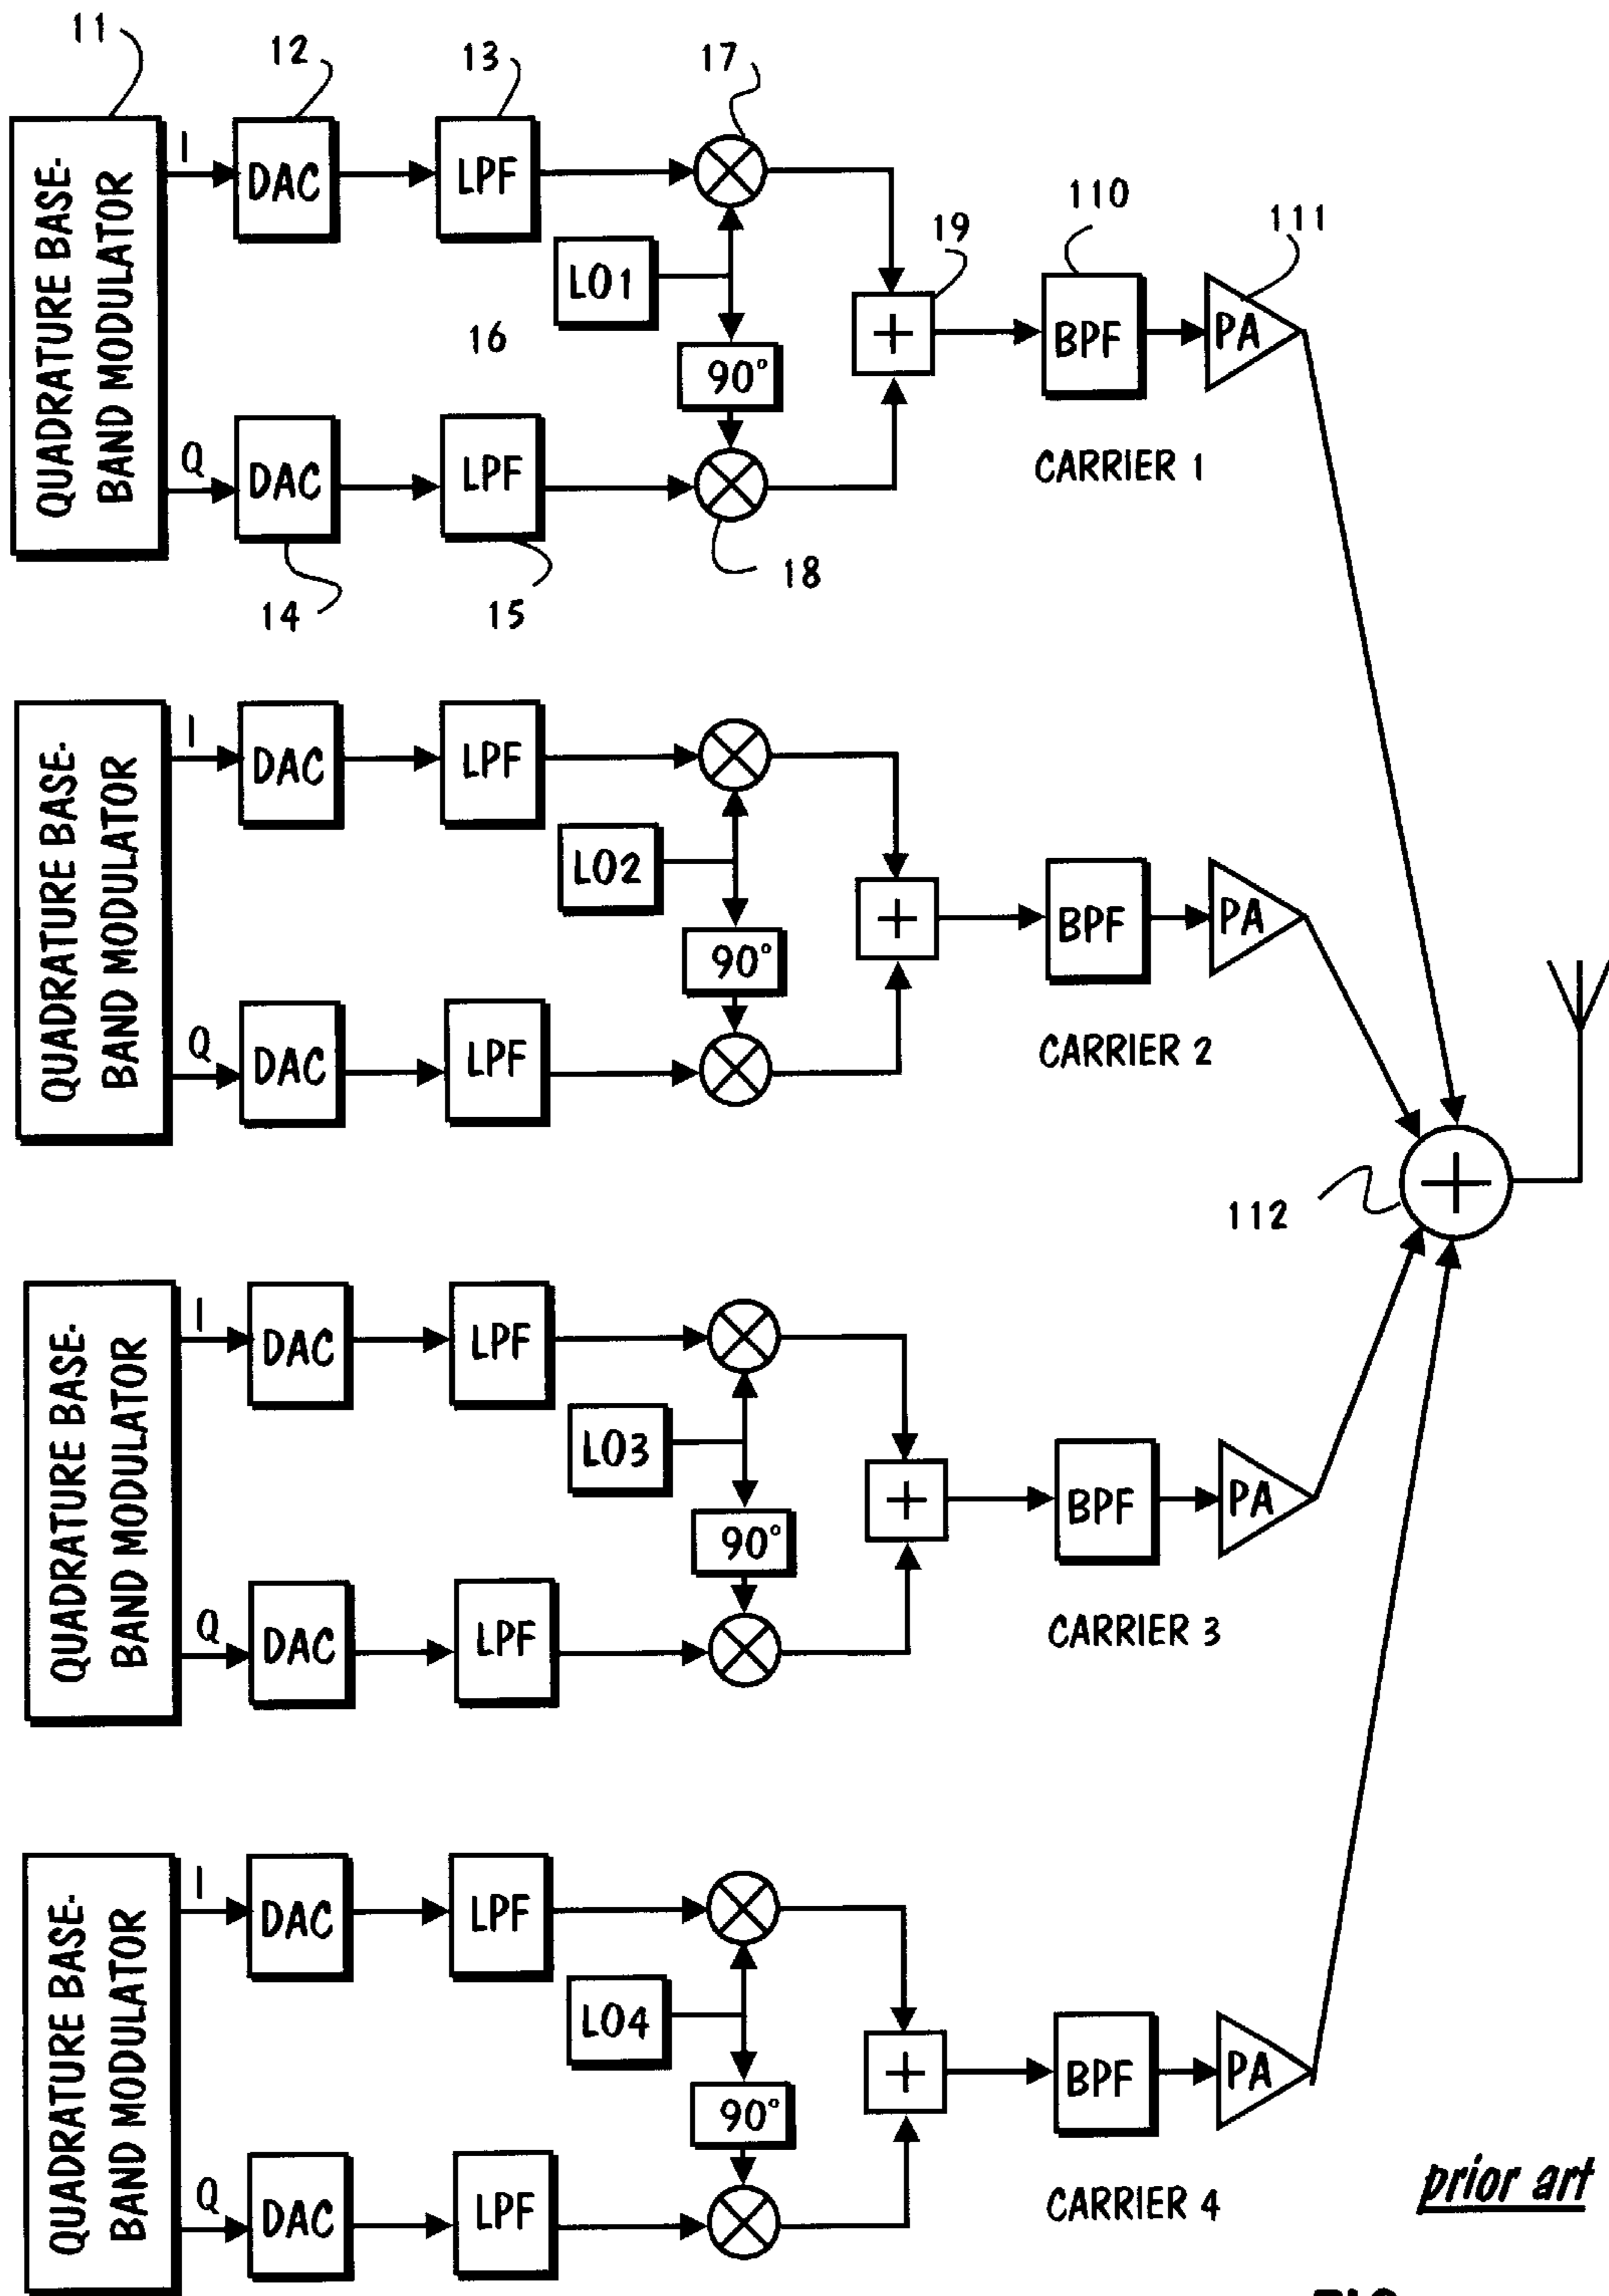 11
12
13
17
QUADRATURE BASE-
BAND MODULATOR
I
DAC
LPF
LO1
110
111
19
+
BPF
PA
16
90°
Q
DAC
LPF
CARRIER 1
14
15
18
QUADRATURE BASE-
BAND MODULATOR
I
DAC
LPF
LO2
+
BPF
PA
90°
Q
DAC
LPF
CARRIER 2
+
112
QUADRATURE BASE-
BAND MODULATOR
I
DAC
LPF
LO3
+
BPF
PA
90°
Q
DAC
LPF
CARRIER 3
QUADRATURE BASE-
BAND MODULATOR
I
DAC
LPF
LO4
+
BPF
PA
90°
Q
DAC
LPF
CARRIER 4
prior art